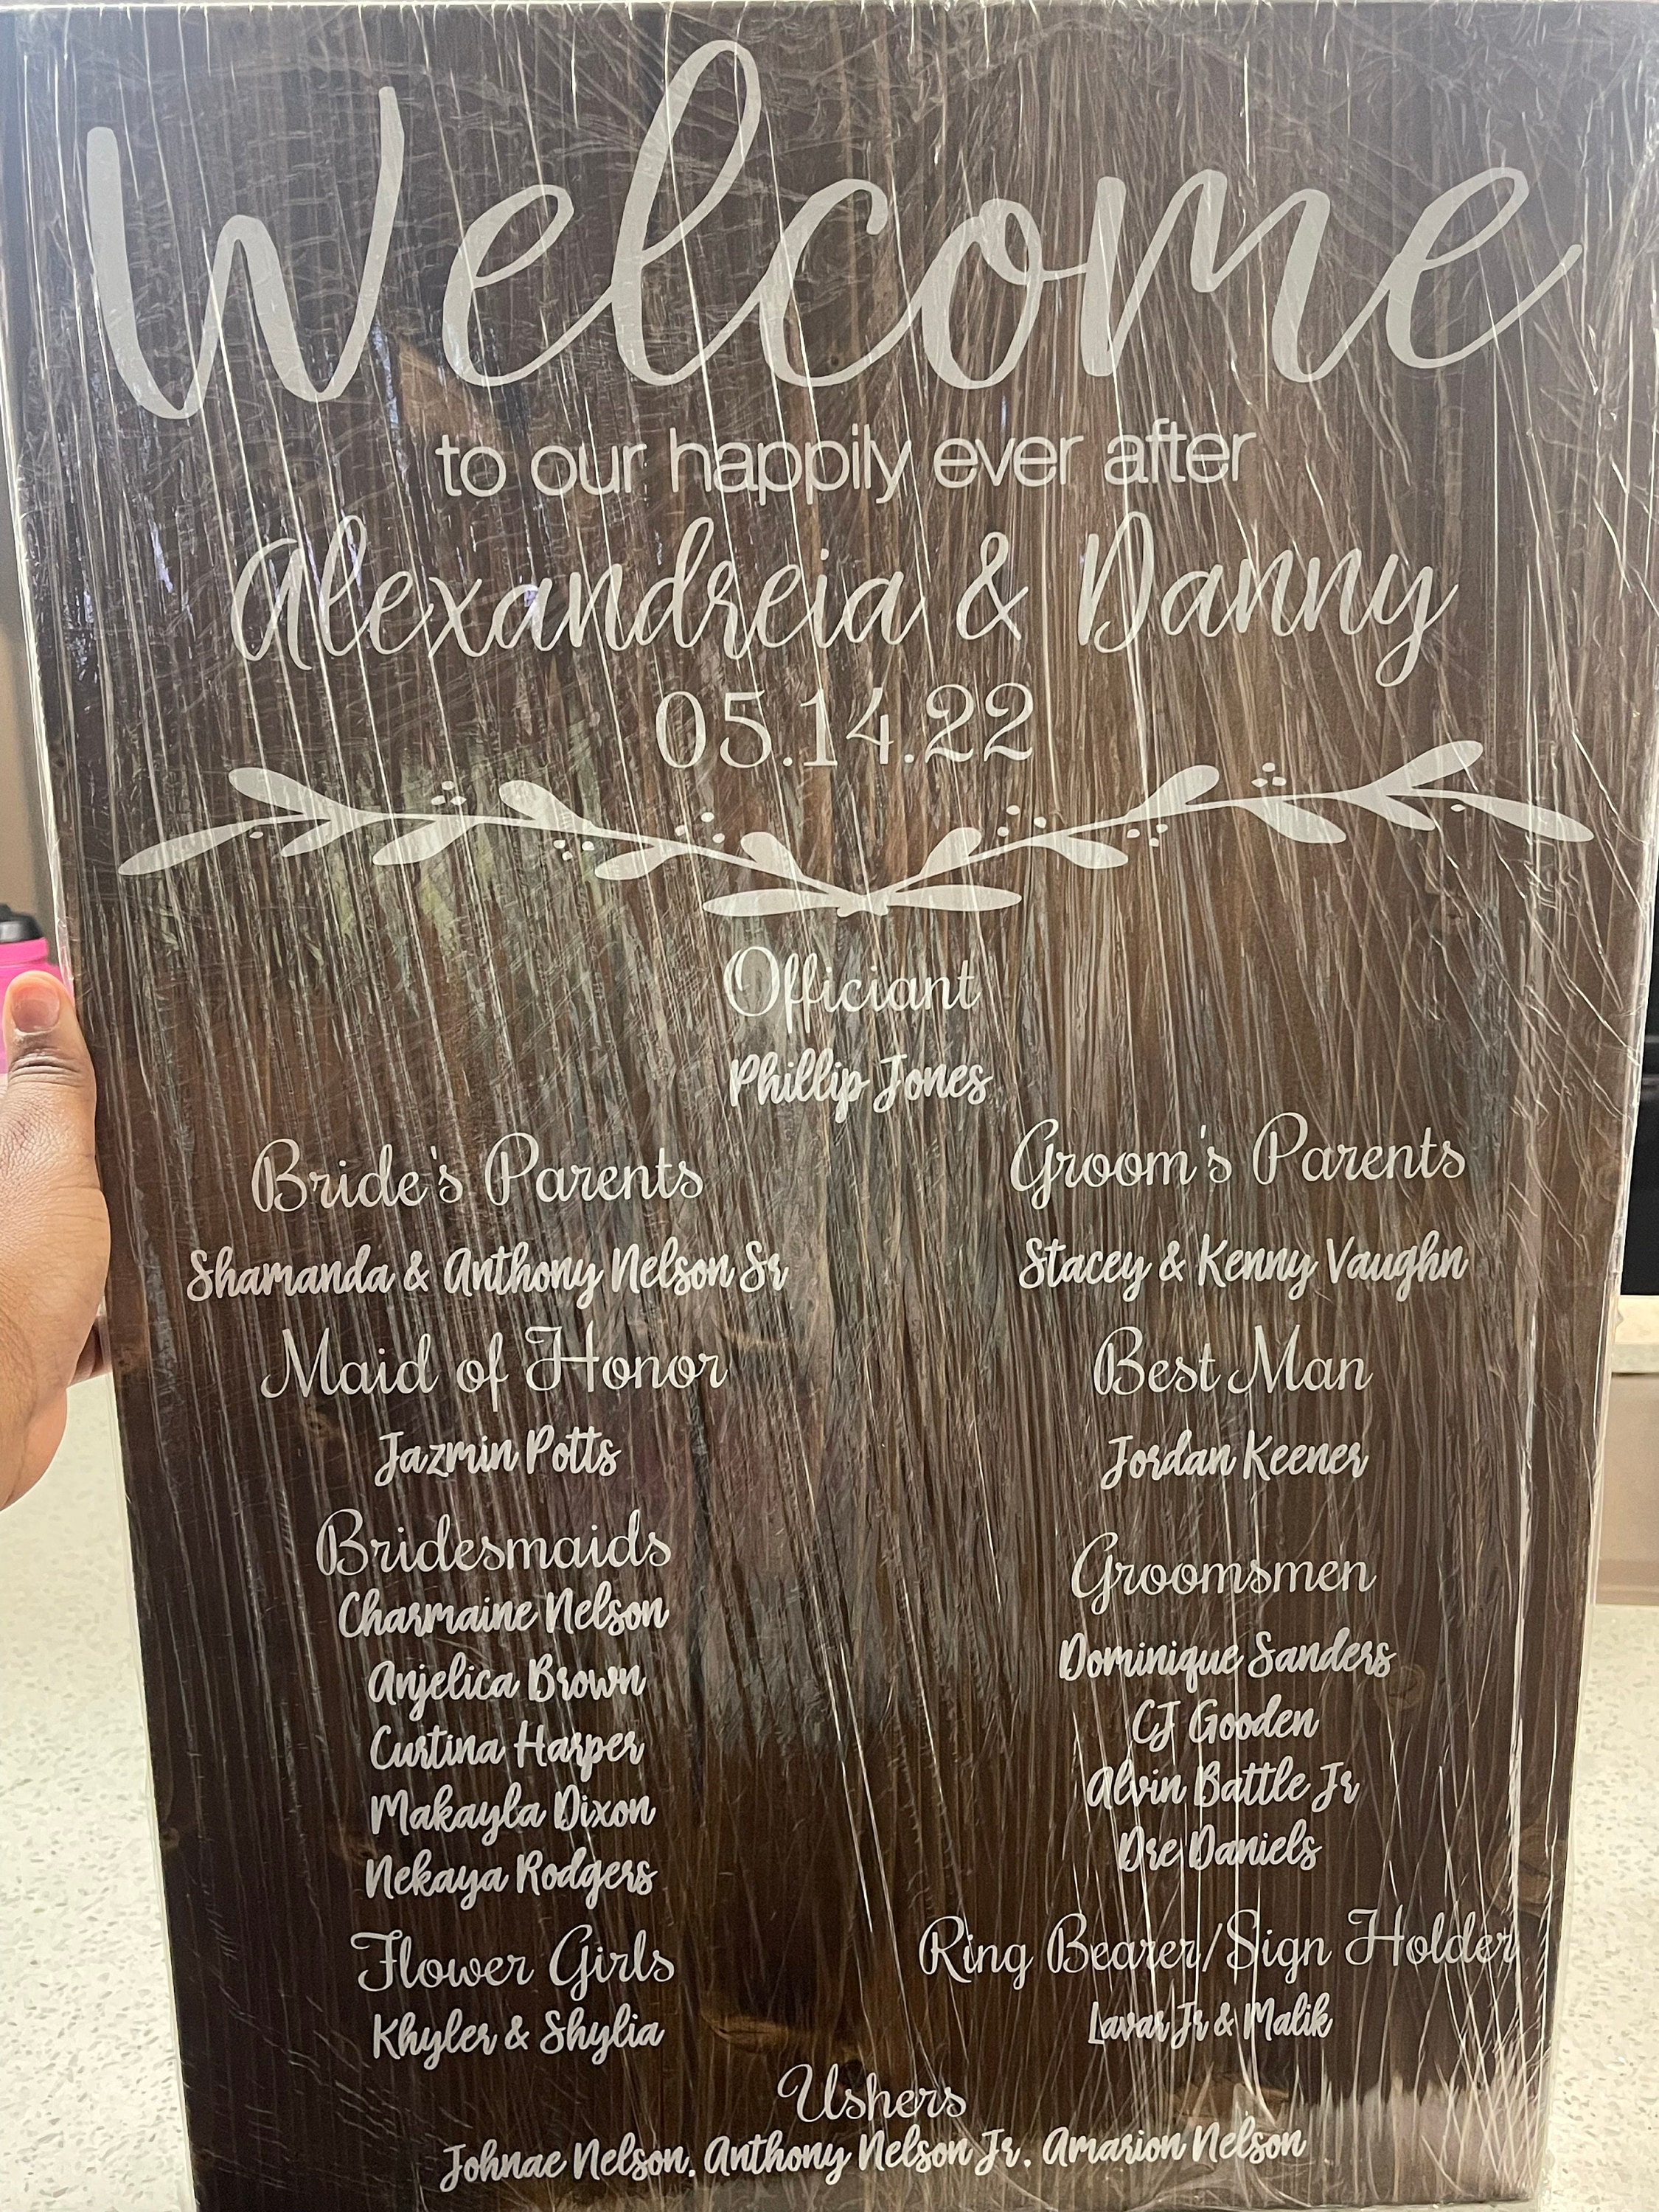 Welcome
to our happily ever after
Alexandreia & Danny
05.14.22
Officiant
Phillip Jones
Bride's Parents
Shamanda & Anthony Nelson Sr
Groom's Parents
Stacey & Kenny Vaughn
Maid of Honor
Jazmin Potts
Best Man
Jordan Keener
Bridesmaids
Charmaine Nelson
Anjelica Brown
Curtina Harper
Makayla Dixon
Nekaya Rodgers
Groomsmen
Dominique Sanders
CJ Gooden
Alvin Battle Jr
Dre Daniels
Flower Girls
Khyler & Shylia
Ring Bearer/Sign Holder
Lavar Jr & Malik
Ushers
Johnae Nelson, Anthony Nelson Jr, Amarion Nelson